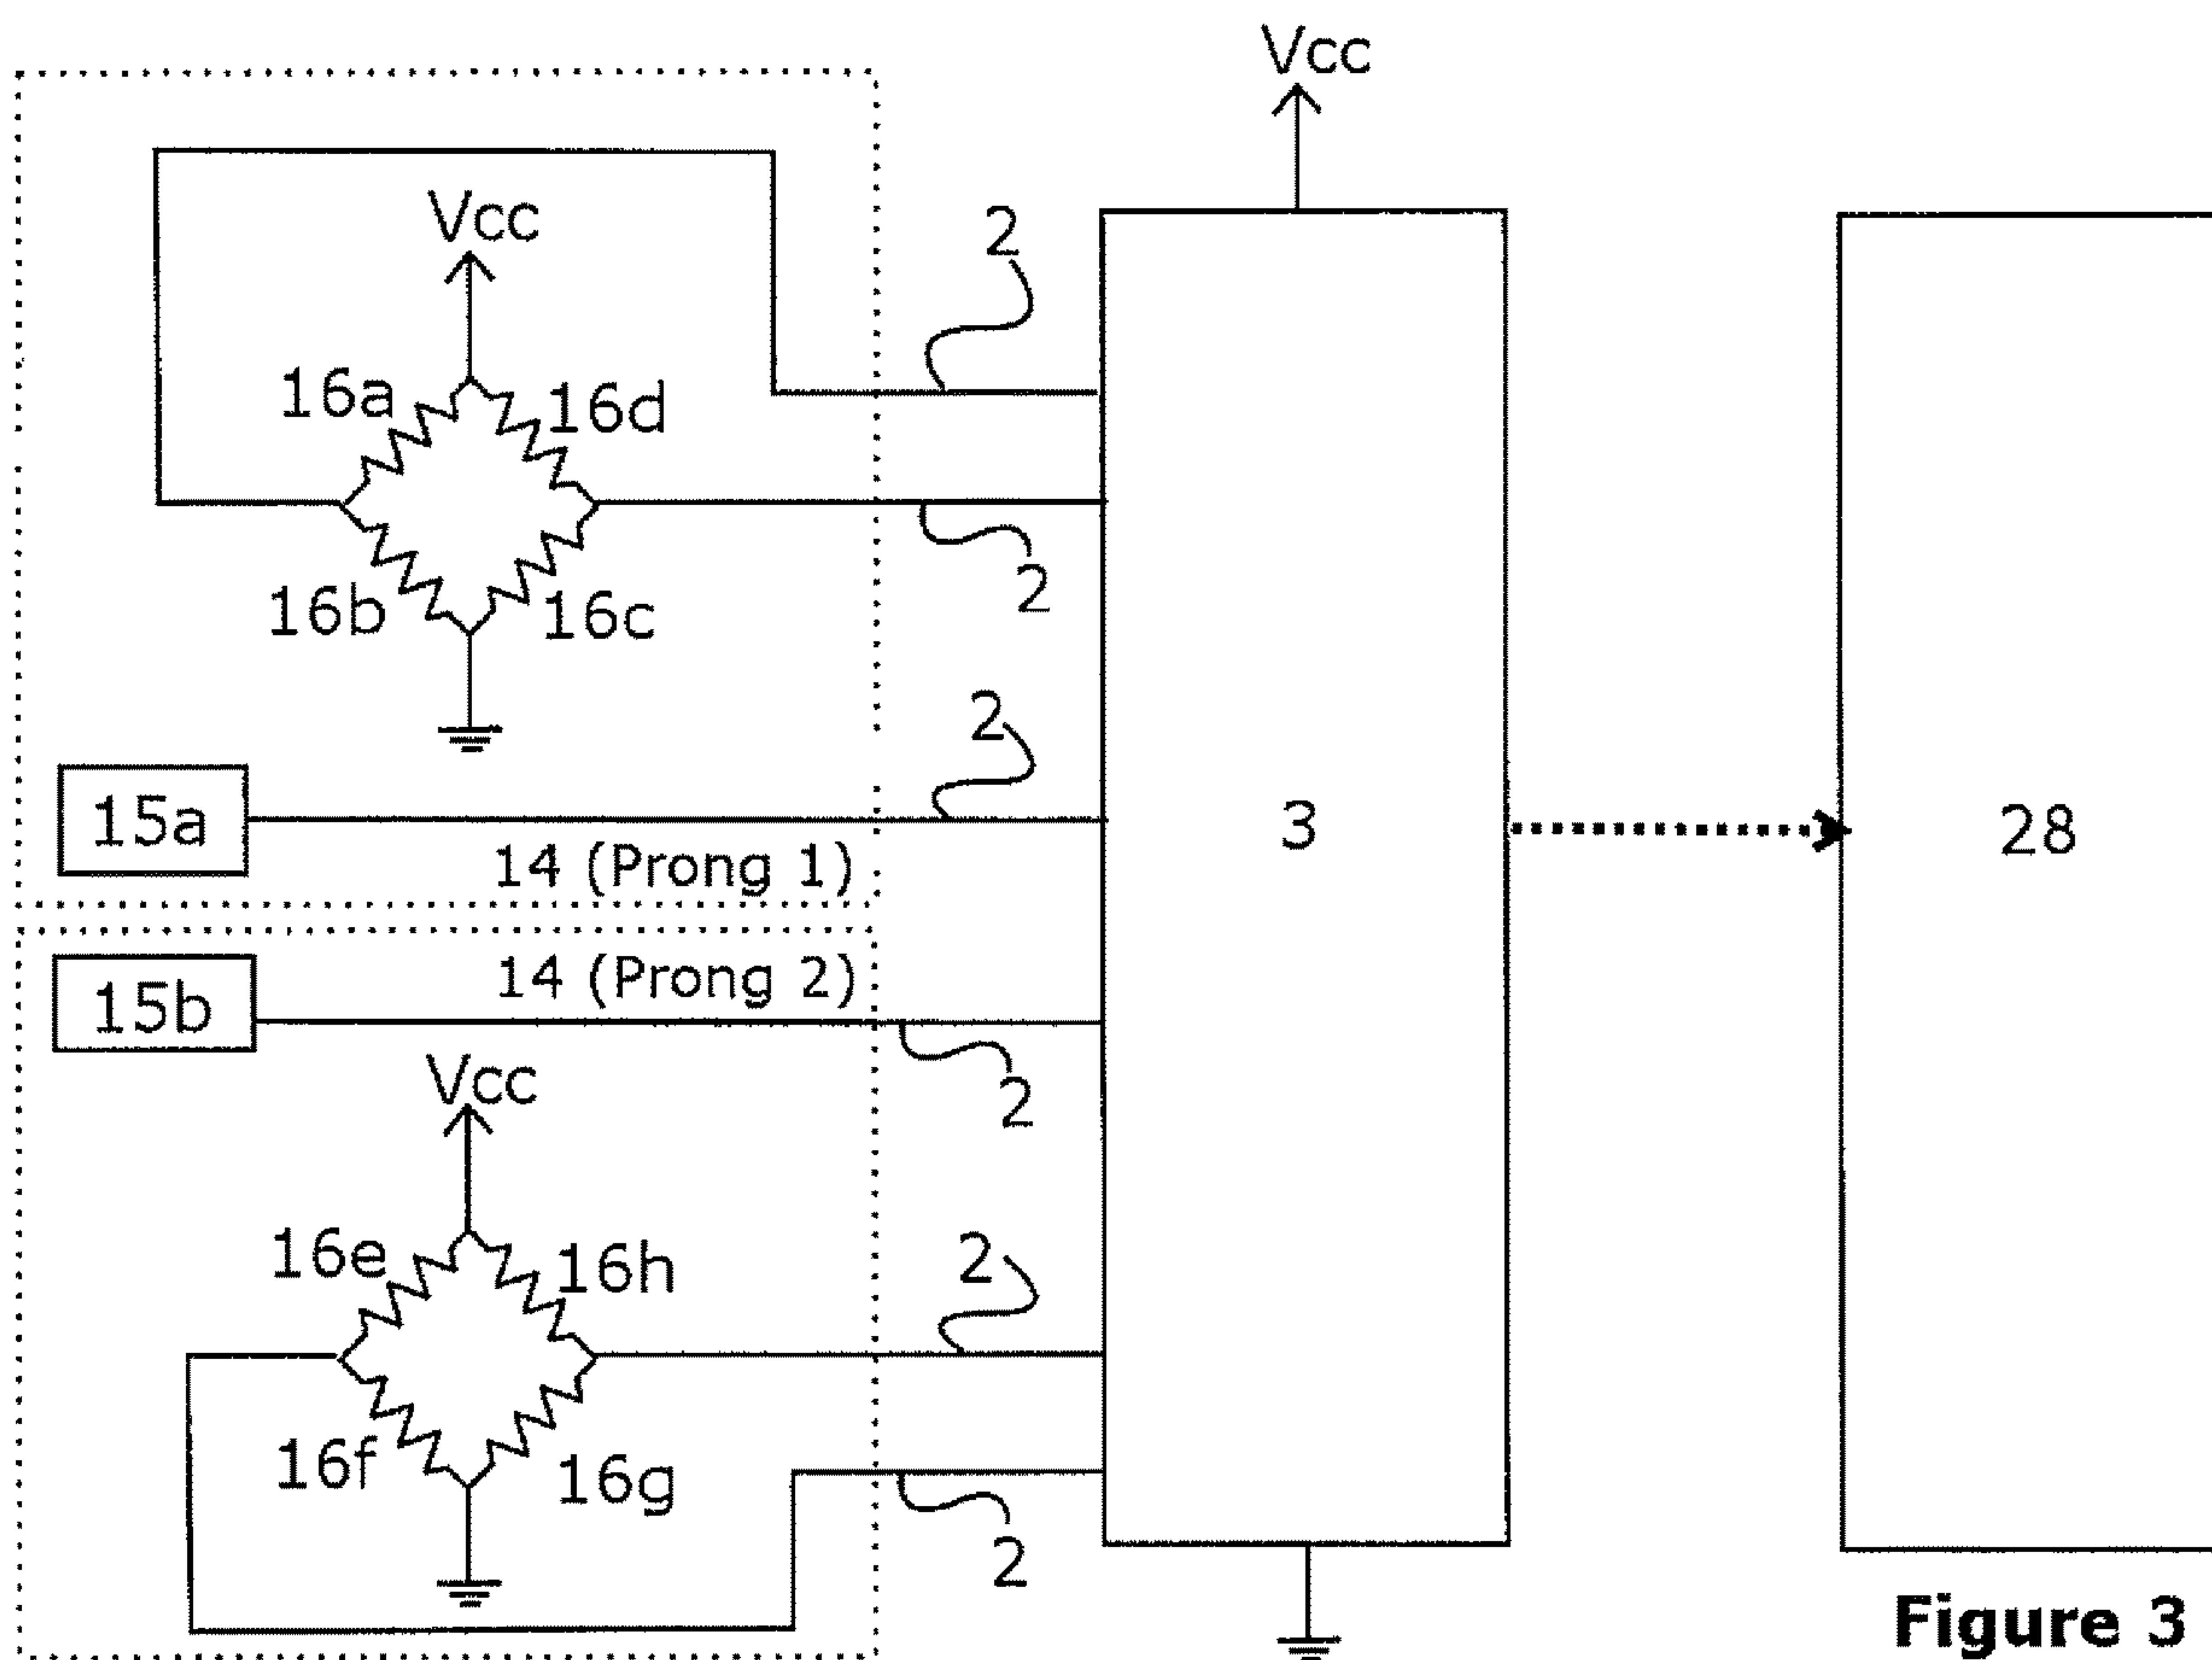 Vcc
Vcc
2
16a
16d
16b
16c
2
2
15a
3
28
14 (Prong 1)
14 (Prong 2)
15b
Vcc
2
16e
16h
2
16f
16g
2
Figure 3